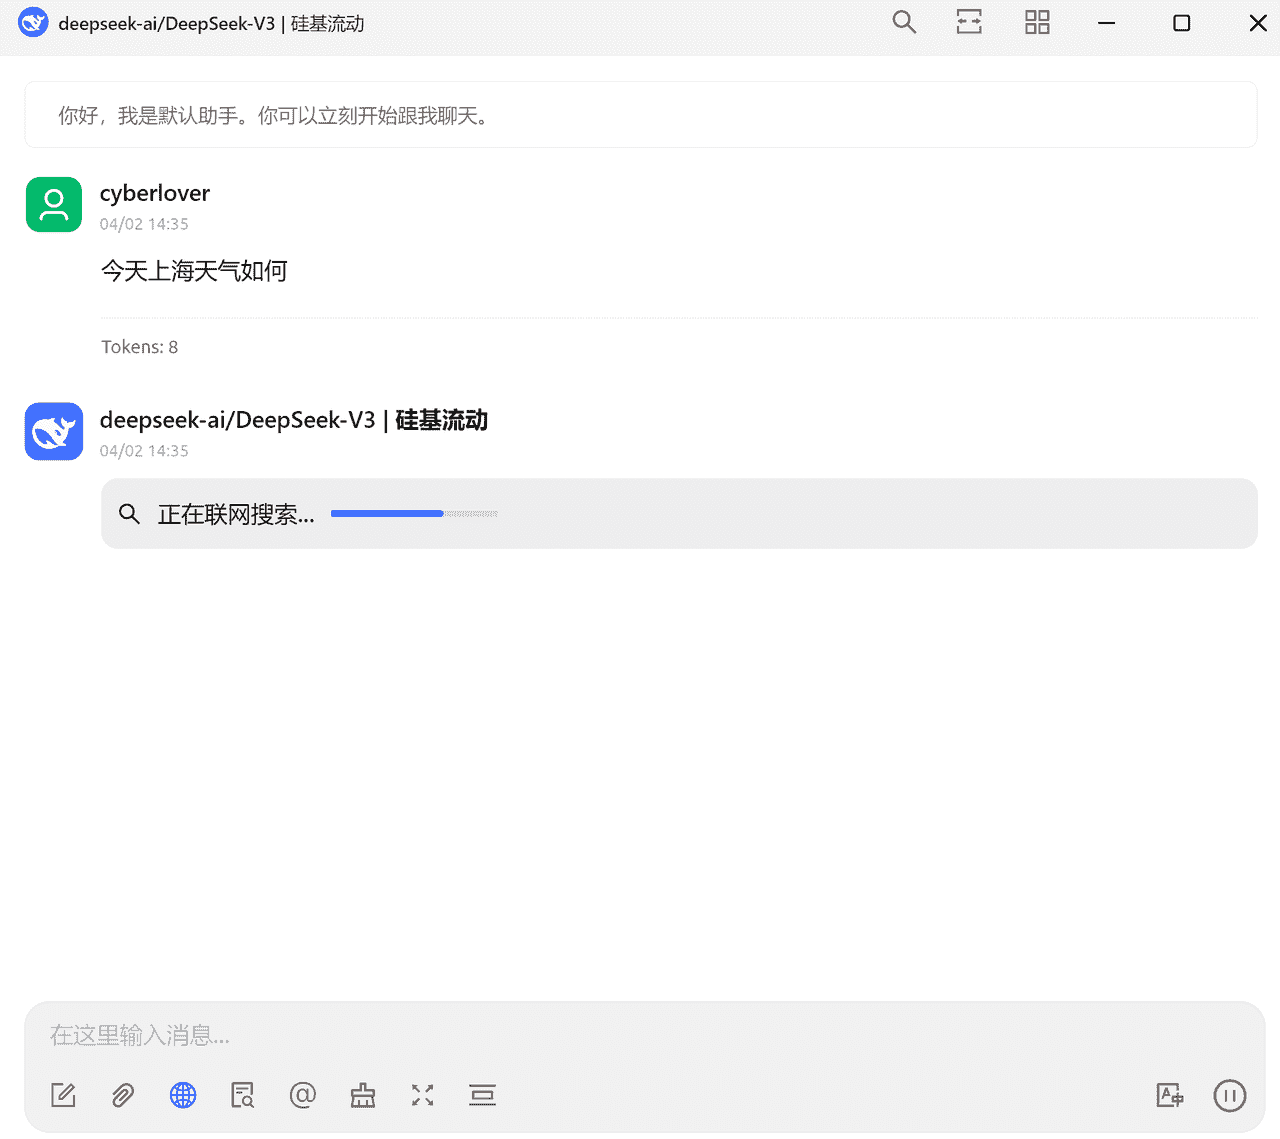 deepseek-ai/DeepSeek-V3 | 硅基流动
你好，我是默认助手。你可以立刻开始跟我聊天。
cyberlover
04/02 14:35
今天上海天气如何
Tokens: 8
deepseek-ai/DeepSeek-V3 | 硅基流动
04/02 14:35
正在联网搜索...
在这里输入消息...